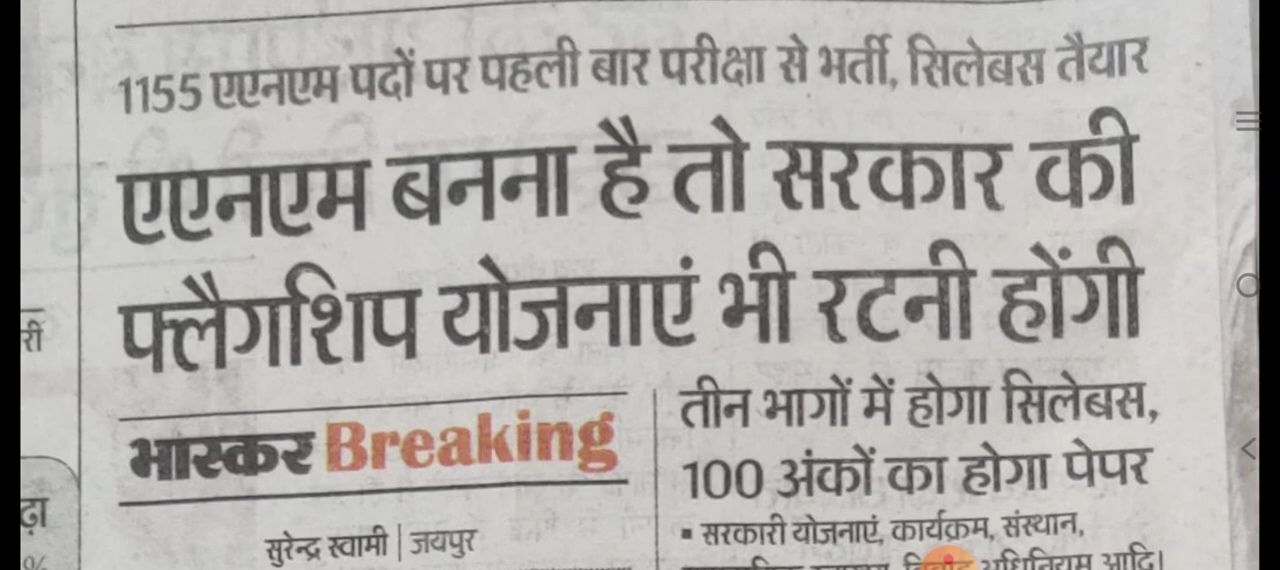 1155 एएनएम पदों पर पहली बार परीक्षा से भर्ती, सिलेबस तैयार
एएनएम बनना है तो सरकार की
फ्लैगशिप योजनाएं भी रटनी होंगी
भास्कर Breaking
सुरेन्द्र स्वामी | जयपुर
तीन भागों में होगा सिलेबस,
100 अंकों का होगा पेपर
▪ सरकारी योजनाएं, कार्यक्रम, संस्थान,
अधिनियम आदि।
री
ढ़ा
%